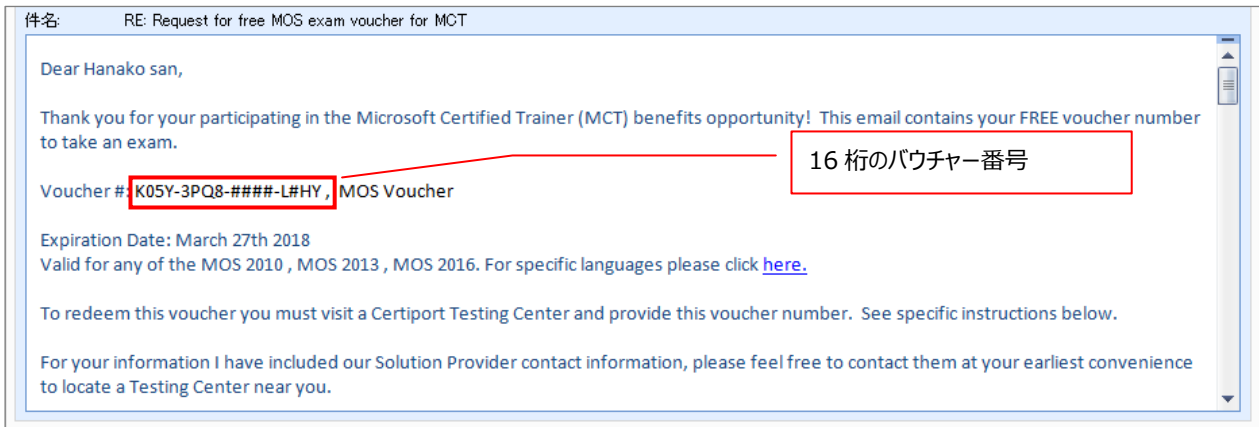 件名: RE: Request for free MOS exam voucher for MCT
Dear Hanako san,
Thank you for your participating in the Microsoft Certified Trainer (MCT) benefits opportunity! This email contains your FREE voucher number
to take an exam.
16 桁のバウチャー番号
Voucher #: K05Y-3PQ8-####-L#HY , MOS Voucher
Expiration Date: March 27th 2018
Valid for any of the MOS 2010 , MOS 2013 , MOS 2016. For specific languages please click here.
To redeem this voucher you must visit a Certiport Testing Center and provide this voucher number. See specific instructions below.
For your information I have included our Solution Provider contact information, please feel free to contact them at your earliest convenience
to locate a Testing Center near you.